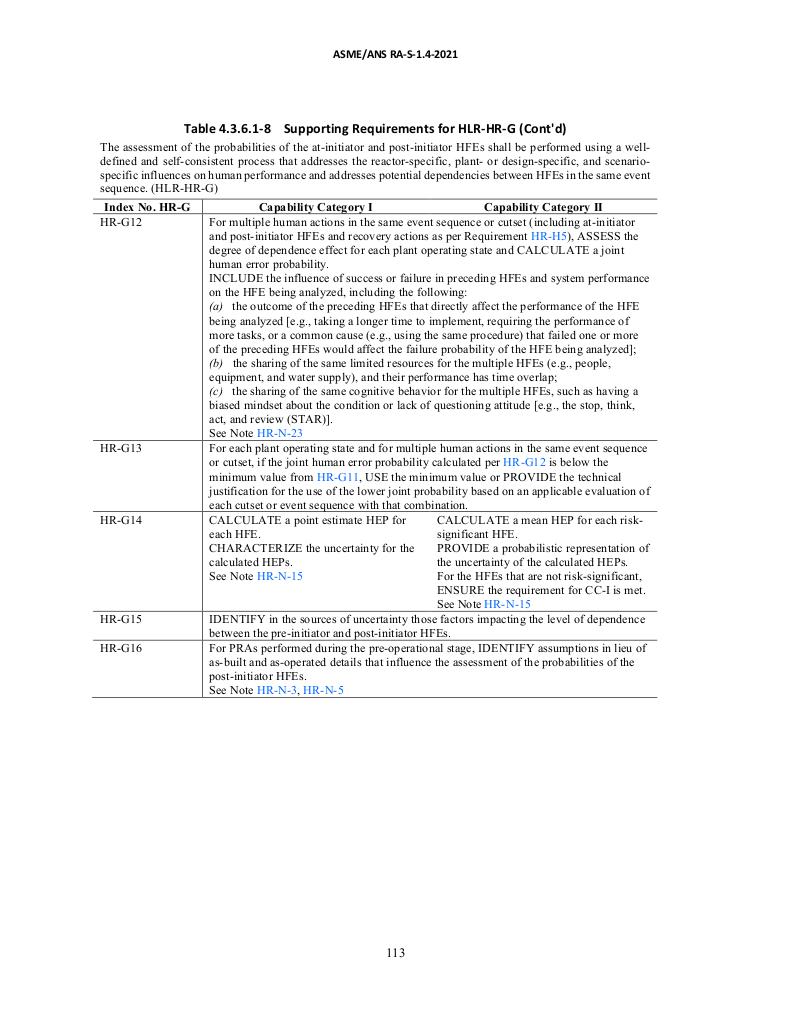 ASME/ANS RA-S-1.4-2021
Table 4.3.6.1-8 Supporting Requirements for HLR-HR-G (Cont'd)
The assessment of the probabilities of the at-initiator and post-initiator HFEs shall be performed using a well-
defined and self-consistent process that addresses the reactor-specific, plant- or design-specific, and scenario-
specific influences on human performance and addresses potential dependencies between HFEs in the same event
sequence. (HLR-HR-G)
Index No. HR-G Capability Category I Capability Category II
HR-G12 For multiple human actions in the same event sequence or cutset (including at-initiator
and post-initiator HFEs and recovery actions as per Requirement HR-H5), ASSESS the
degree of dependence effect for each plant operating state and CALCULATE a joint
human error probability.
INCLUDE the influence of success or failure in preceding HFEs and system performance
on the HFE being analyzed, including the following:
(a) the outcome of the preceding HFEs that directly affect the performance of the HFE
being analyzed [e.g., taking a longer time to implement, requiring the performance of
more tasks, or a common cause (e.g., using the same procedure) that failed one or more
of the preceding HFEs would affect the failure probability of the HFE being analyzed];
(b) the sharing of the same limited resources for the multiple HFEs (e.g., people,
equipment, and water supply), and their performance has time overlap;
(c) the sharing of the same cognitive behavior for the multiple HFEs, such as having a
biased mindset about the condition or lack of questioning attitude [e.g., the stop, think,
act, and review (STAR)].
See Note HR-N-23
HR-G13 For each plant operating state and for multiple human actions in the same event sequence
or cutset, if the joint human error probability calculated per HR-G12 is below the
minimum value from HR-G11, USE the minimum value or PROVIDE the technical
justification for the use of the lower joint probability based on an applicable evaluation of
each cutset or event sequence with that combination.
HR-G14 CALCULATE a point estimate HEP for
each HFE.
CHARACTERIZE the uncertainty for the
calculated HEPs.
See Note HR-N-15
CALCULATE a mean HEP for each risk-
significant HFE.
PROVIDE a probabilistic representation of
the uncertainty of the calculated HEPs.
For the HFEs that are not risk-significant,
ENSURE the requirement for CC-I is met.
See Note HR-N-15
HR-G15 IDENTIFY in the sources of uncertainty those factors impacting the level of dependence
between the pre-initiator and post-initiator HFEs.
HR-G16 For PRAs performed during the pre-operational stage, IDENTIFY assumptions in lieu of
as-built and as-operated details that influence the assessment of the probabilities of the
post-initiator HFEs.
See Note HR-N-3, HR-N-5
113